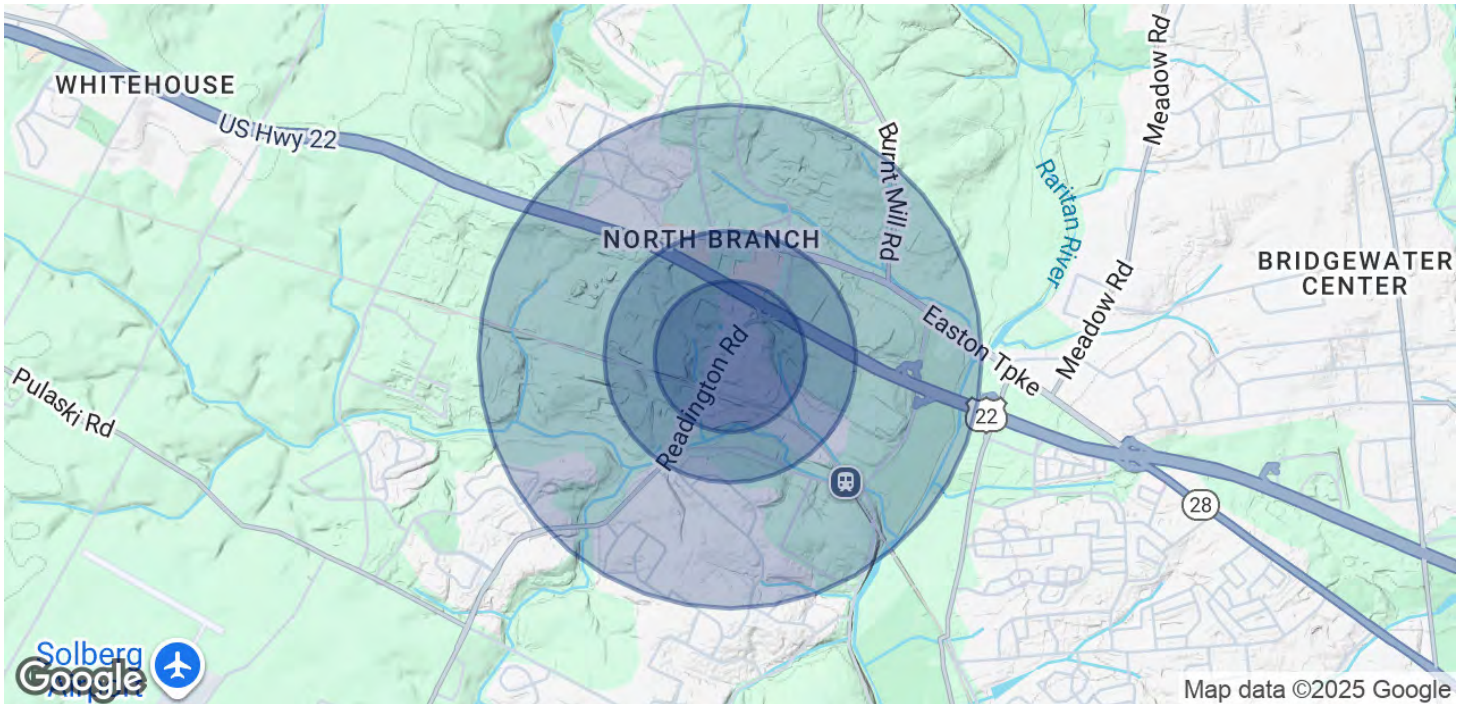 WHITEHOUSE
US Hwy 22
Meadow Rd
Burnt Mill Rd
Raritan River
NORTH BRANCH
BRIDGEWATER
CENTER
Meadow Rd
Easton Tpke
Readington Rd
Pulaski Rd
22
28
Solberg
Airport
Google
Map data ©2025 Google